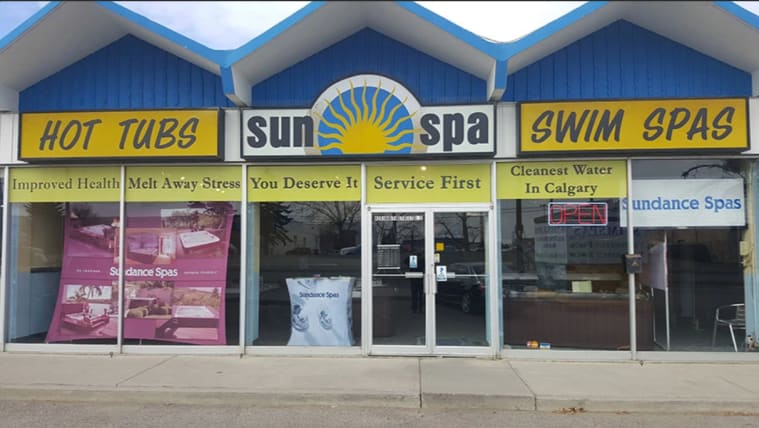 HOT TUBS
sun spa
SWIM SPAS
Improved Health
Melt Away Stress
You Deserve It
Service First
Cleanest Water
In Calgary
OPEN
Sundance Spas
Sundance Spas
Sundance Spas